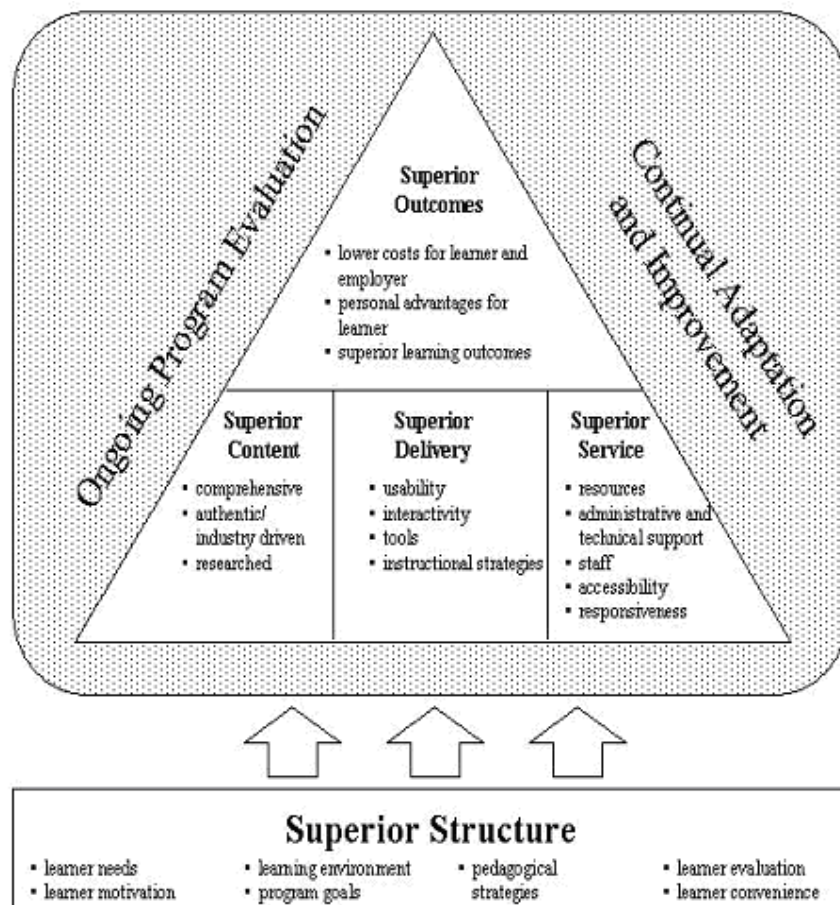 Ongoing Program Evaluation
Continual Adaptation
and Improvement
Superior
Outcomes
▪ lower costs for learner and
employer
▪ personal advantages for
learner
▪ superior learning outcomes
Superior
Content
▪ comprehensive
▪ authentic/
industry driven
▪ researched
Superior
Delivery
▪ usability
▪ interactivity
▪ tools
▪ instructional strategies
Superior
Service
▪ resources
▪ administrative and
technical support
▪ staff
▪ accessibility
▪ responsiveness
Superior Structure
▪ learner needs
▪ learner motivation
▪ learning environment
▪ program goals
▪ pedagogical
strategies
▪ learner evaluation
▪ learner convenience